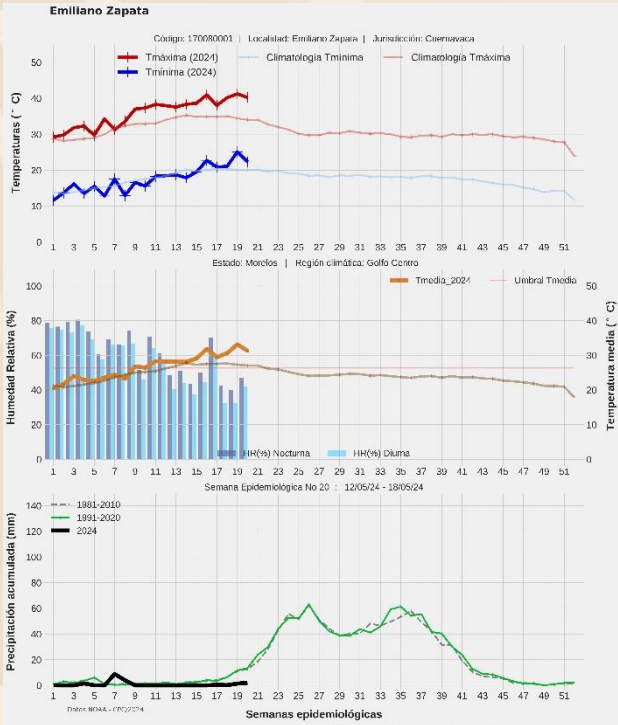 Emiliano Zapata
Código: 170080001 | Localidad: Emiliano Zapata | Jurisdicción: Cuernavaca
Tmáxima (2024) Climatología Tmínima Climatología Tmáxima
Tmínima (2024)
Temperaturas (° C)
50
40
30
20
10
0
1 3 5 7 9 11 13 15 17 19 21 23 25 27 29 31 33 35 37 39 41 43 45 47 49 51
Estado: Morelos | Región climática: Golfo Centro
Tmedia_2024 Umbral Tmedia
Humedad Relativa (%)
100
80
60
40
20
0
Temperatura media (° C)
50
40
30
20
10
0
HR(%) Nocturna HR(%) Diurna
1 3 5 7 9 11 13 15 17 19 21 23 25 27 29 31 33 35 37 39 41 43 45 47 49 51
Semana Epidemiológica No 20 : 12/05/24 - 18/05/24
1981-2010
1991-2020
2024
Precipitación acumulada (mm)
140
120
100
80
60
40
20
0
1 3 5 7 9 11 13 15 17 19 21 23 25 27 29 31 33 35 37 39 41 43 45 47 49 51
Datos NOAA - CPC/2024
Semanas epidemiológicas